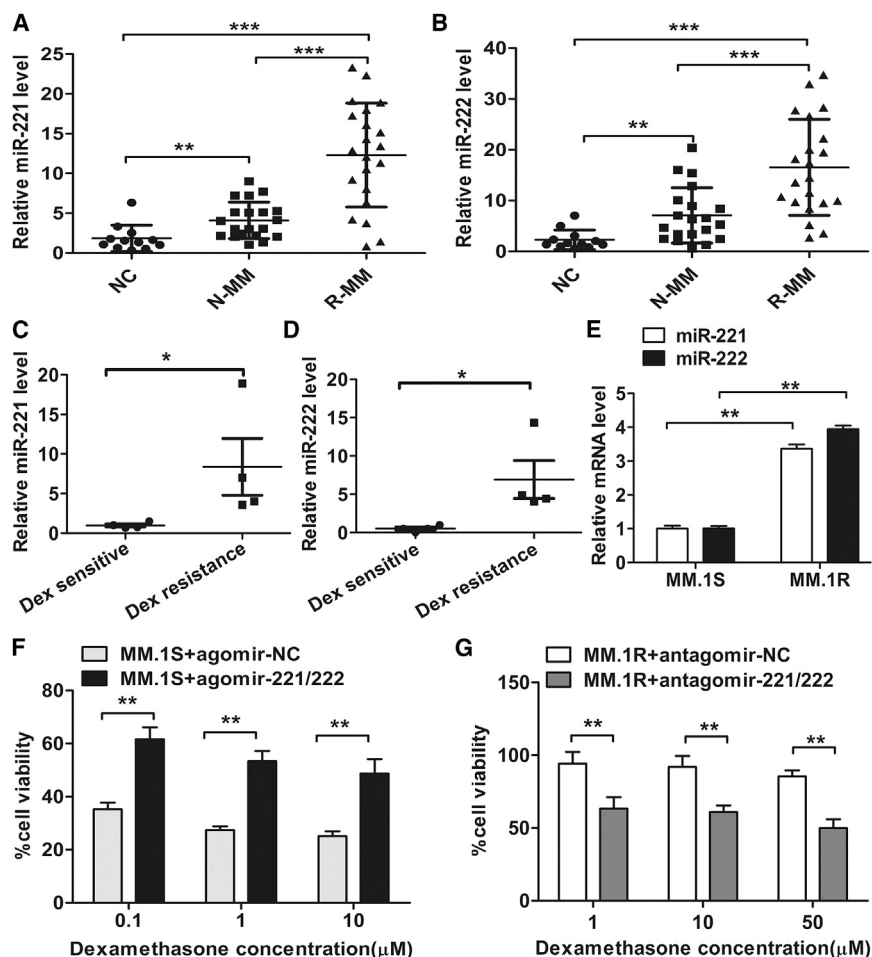 A
Relative miR-221 level
25
20
15
10
5
0
***
***
**
NC
N-MM
R-MM
B
Relative miR-222 level
40
30
20
10
0
***
***
**
NC
N-MM
R-MM
C
Relative miR-221 level
20
15
10
5
0
*
Dex sensitive
Dex resistance
D
Relative miR-222 level
20
15
10
5
0
*
Dex sensitive
Dex resistance
E
miR-221
miR-222
Relative mRNA level
5
4
3
2
1
0
**
**
MM.1S
MM.1R
F
MM.1S+agomir-NC
MM.1S+agomir-221/222
%cell viability
80
60
40
20
0
**
**
**
0.1
1
10
Dexamethasone concentration(μM)
G
MM.1R+antagomir-NC
MM.1R+antagomir-221/222
%cell viability
150
100
50
0
**
**
**
1
10
50
Dexamethasone concentration(μM)